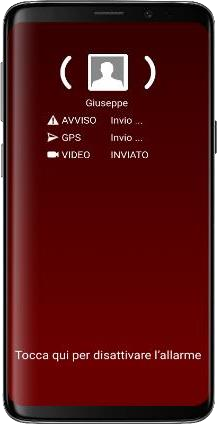 Giuseppe
AVVISO Invio ...
GPS Invio ...
VIDEO INVIATO
Tocca qui per disattivare l'allarme